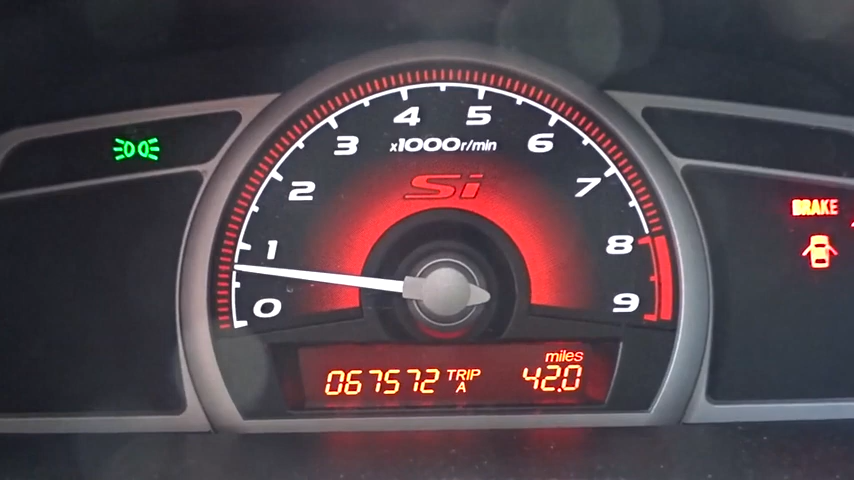 4 5
3 x1000r/min 6
2 Si 7
1 8
0 9
BRAKE
miles
067572 TRIP A 42.0